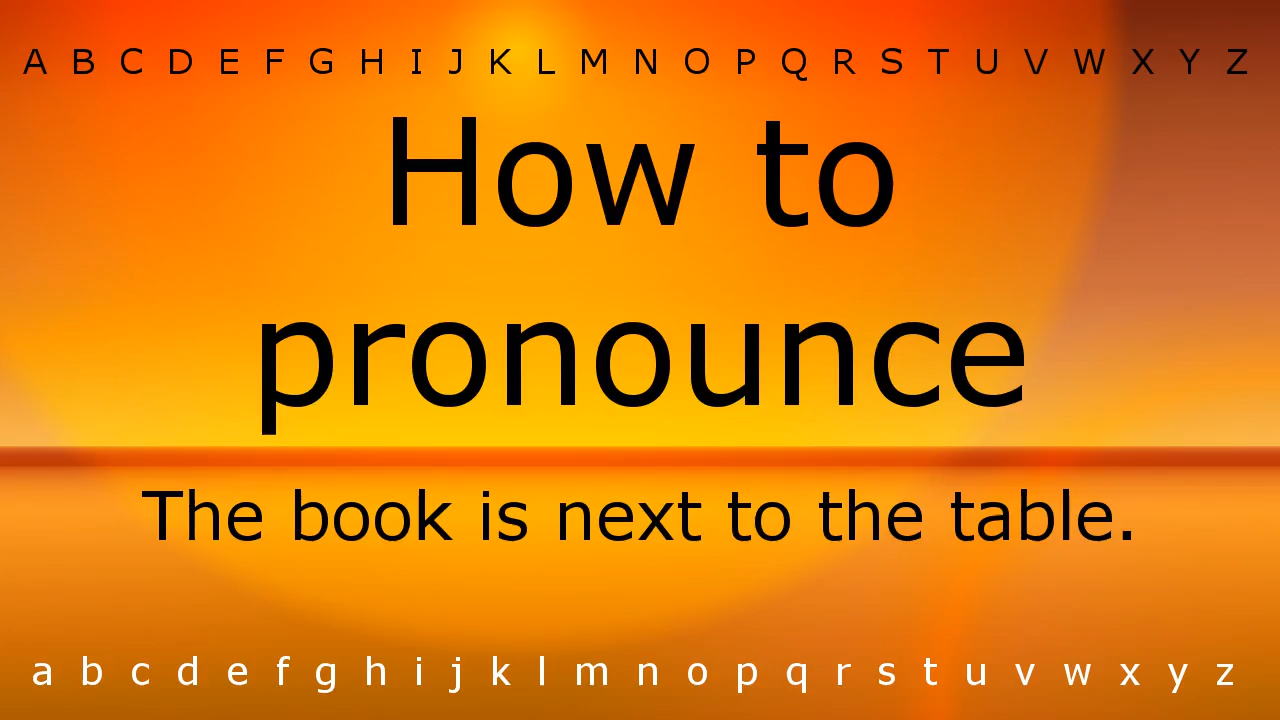 A B C D E F G H I J K L M N O P Q R S T U V W X Y Z
How to
pronounce
The book is next to the table.
a b c d e f g h i j k l m n o p q r s t u v w x y z